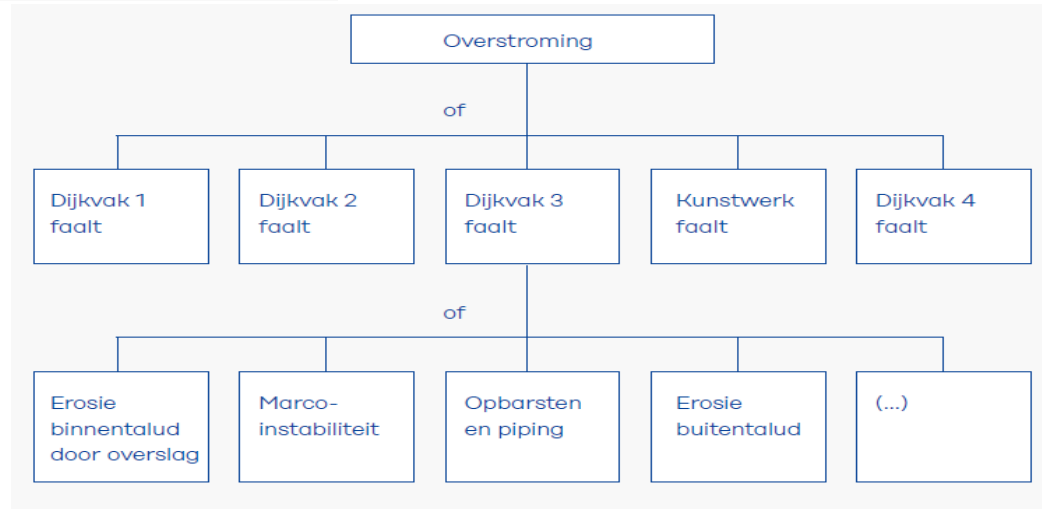 Overstroming
of
Dijkvak 1
faalt
Dijkvak 2
faalt
Dijkvak 3
faalt
Kunstwerk
faalt
Dijkvak 4
faalt
of
Erosie
binnentalud
door overslag
Marco-
instabiliteit
Opbarsten
en piping
Erosie
buitentalud
(...)